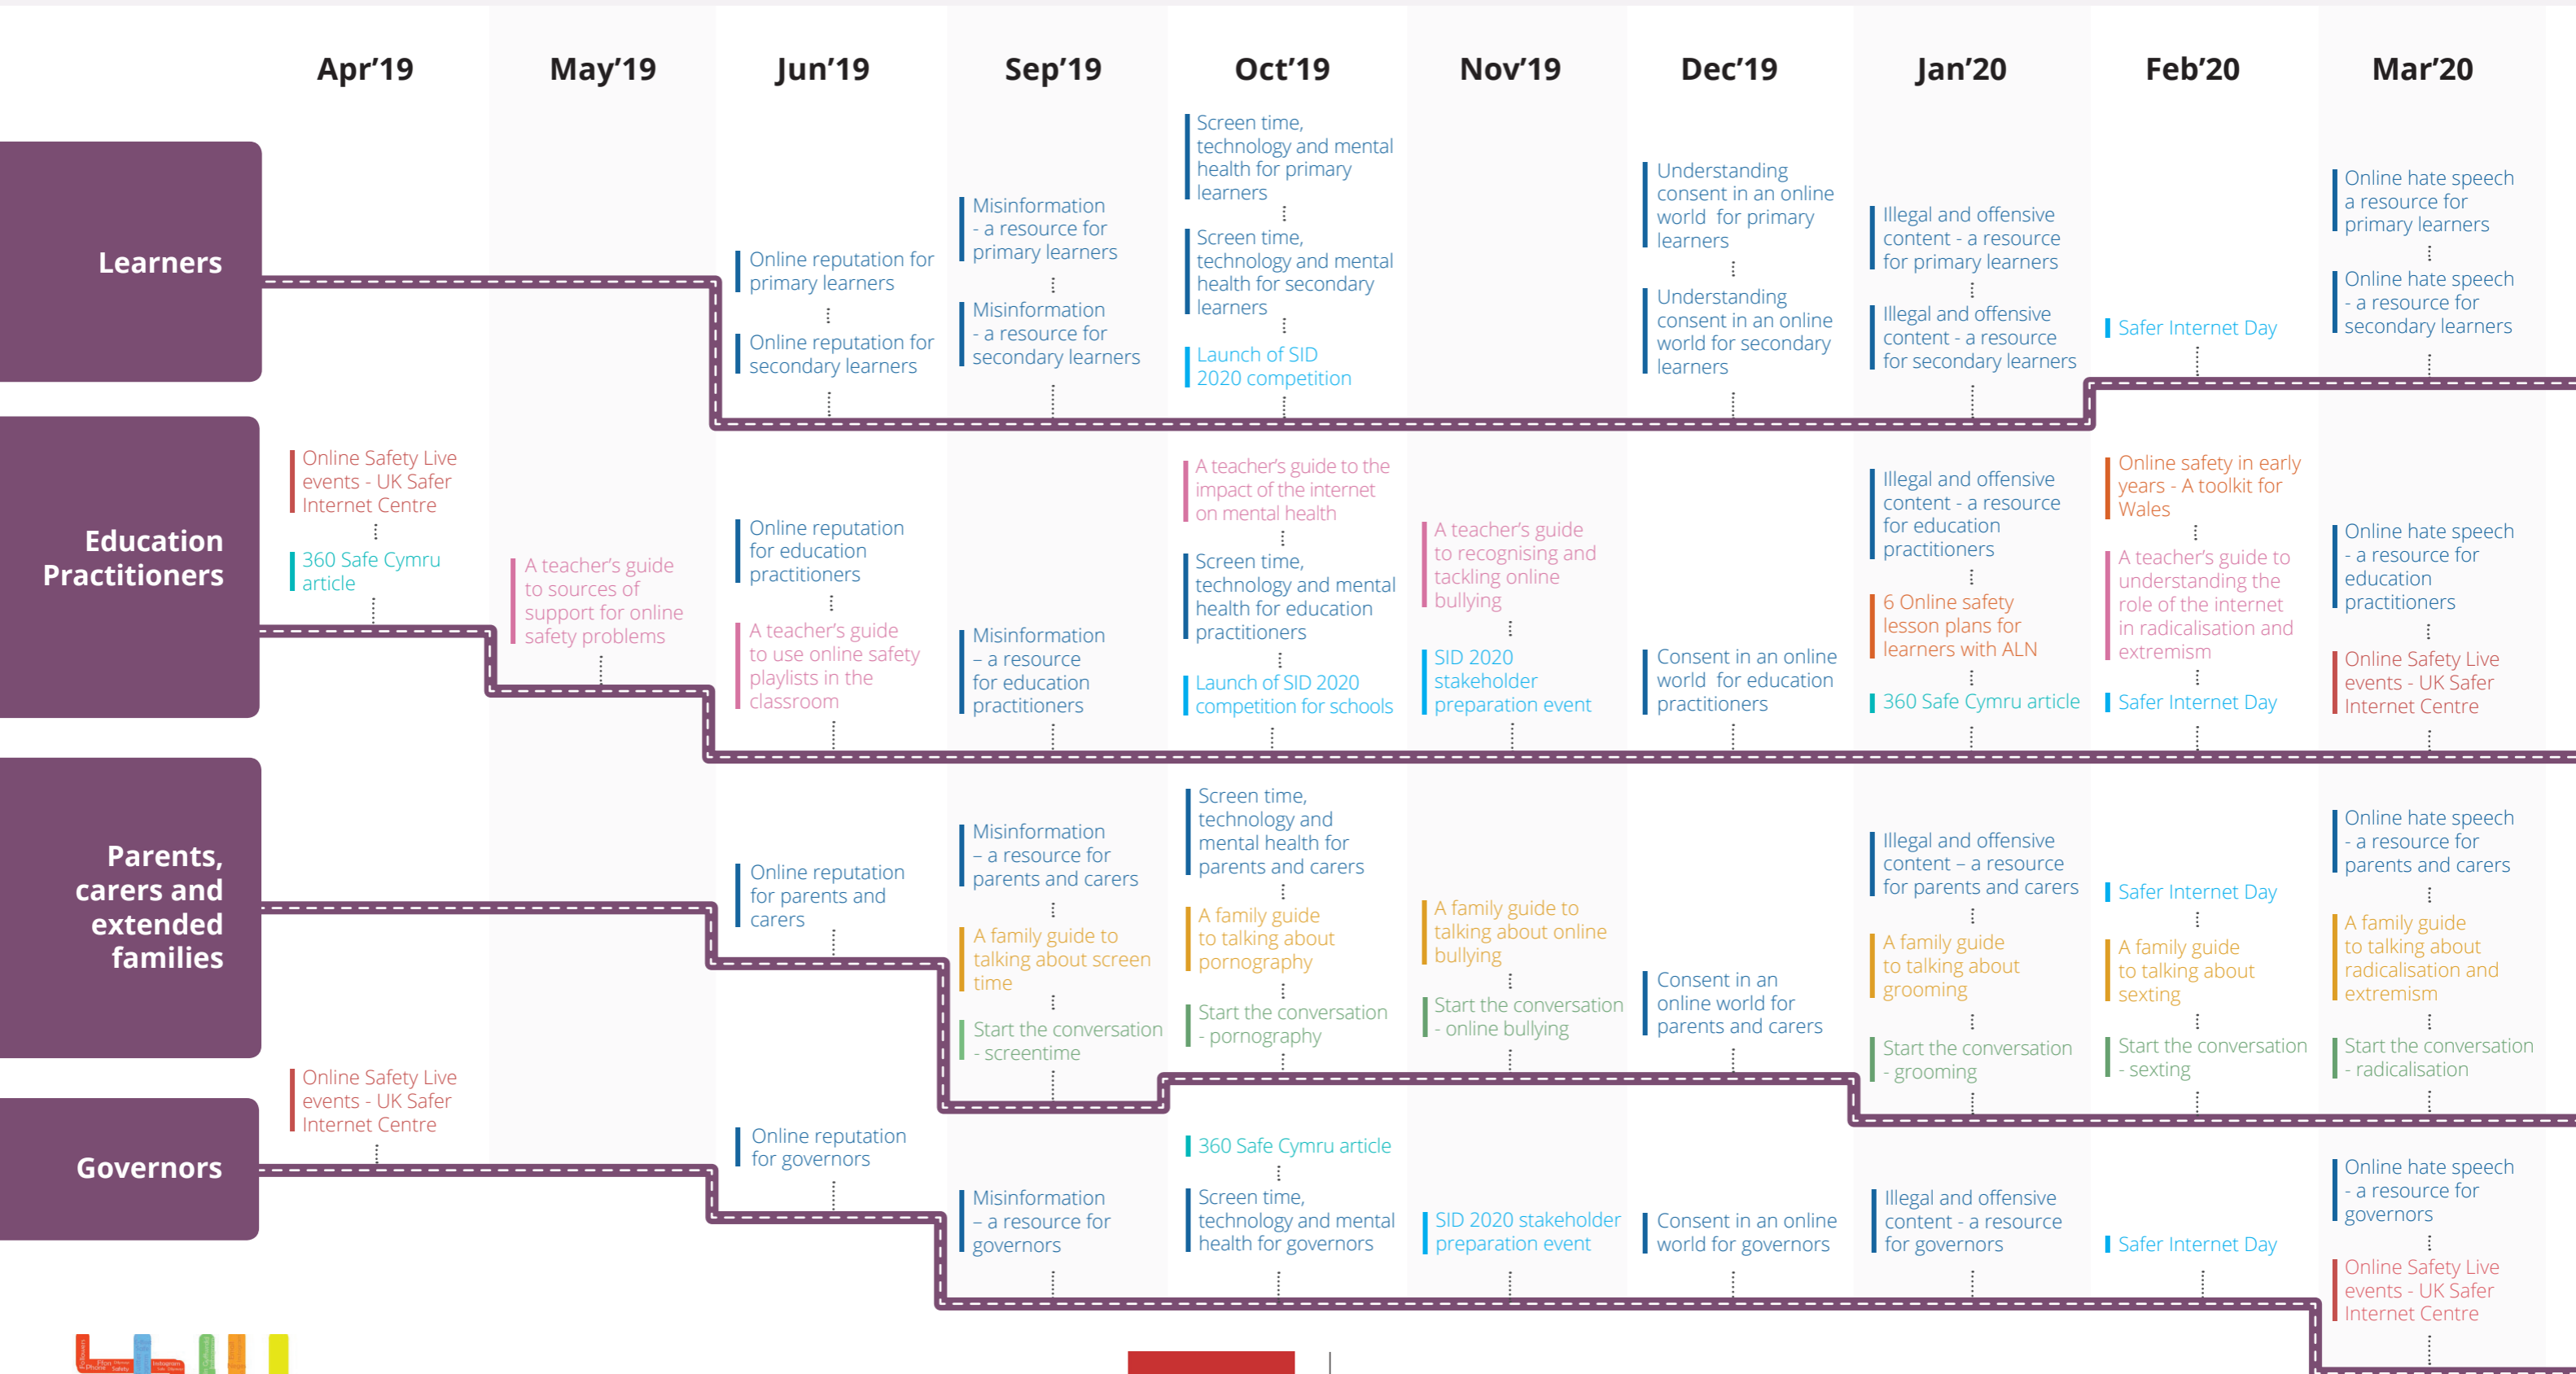 Apr’19
May’19
Jun’19
Sep’19
Oct’19
Nov’19
Dec’19
Jan’20
Feb’20
Mar’20
Learners
Online reputation for
primary learners
Online reputation for
secondary learners
Misinformation
- a resource for
primary learners
Misinformation
- a resource for
secondary learners
Screen time,
technology and mental
health for primary
learners
Screen time,
technology and mental
health for secondary
learners
Launch of SID
2020 competition
Understanding
consent in an online
world for primary
learners
Understanding
consent in an online
world for secondary
learners
Illegal and offensive
content - a resource
for primary learners
Illegal and offensive
content - a resource
for secondary learners
Safer Internet Day
Online hate speech
a resource for
primary learners
Online hate speech
- a resource for
secondary learners
Education
Practitioners
Online Safety Live
events - UK Safer
Internet Centre
360 Safe Cymru
article
A teacher’s guide
to sources of
support for online
safety problems
Online reputation
for education
practitioners
A teacher’s guide
to use online safety
playlists in the
classroom
Misinformation
– a resource
for education
practitioners
A teacher’s guide to the
impact of the internet
on mental health
Screen time,
technology and mental
health for education
practitioners
Launch of SID 2020
competition for schools
A teacher’s guide
to recognising and
tackling online
bullying
SID 2020
stakeholder
preparation event
Consent in an online
world for education
practitioners
Illegal and offensive
content - a resource
for education
practitioners
6 Online safety
lesson plans for
learners with ALN
360 Safe Cymru article
Online safety in early
years - A toolkit for
Wales
A teacher’s guide to
understanding the
role of the internet
in radicalisation and
extremism
Safer Internet Day
Online hate speech
- a resource for
education
practitioners
Online Safety Live
events - UK Safer
Internet Centre
Parents,
carers and
extended
families
Online reputation
for parents and
carers
Misinformation
– a resource for
parents and carers
A family guide to
talking about screen
time
Start the conversation
- screentime
Screen time,
technology and
mental health for
parents and carers
A family guide
to talking about
pornography
Start the conversation
- pornography
A family guide to
talking about online
bullying
Start the conversation
- online bullying
Consent in an
online world for
parents and carers
Illegal and offensive
content – a resource
for parents and carers
A family guide
to talking about
grooming
Start the conversation
- grooming
Safer Internet Day
A family guide
to talking about
sexting
Start the conversation
- sexting
Online hate speech
- a resource for
parents and carers
A family guide
to talking about
radicalisation and
extremism
Start the conversation
- radicalisation
Governors
Online Safety Live
events - UK Safer
Internet Centre
Online reputation
for governors
Misinformation
– a resource for
governors
360 Safe Cymru article
Screen time,
technology and mental
health for governors
SID 2020 stakeholder
preparation event
Consent in an online
world for governors
Illegal and offensive
content - a resource
for governors
Safer Internet Day
Online hate speech
- a resource for
governors
Online Safety Live
events - UK Safer
Internet Centre